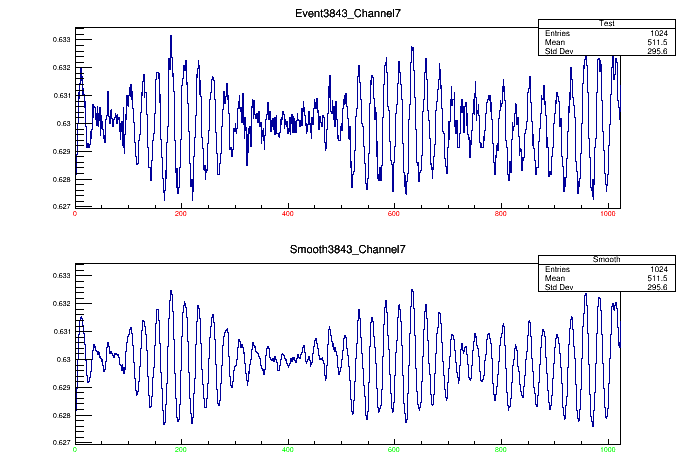 Event3843_Channel7
Test
Entries 1024
Mean 511.5
Std Dev 295.6
0.633
0.632
0.631
0.63
0.629
0.628
0.627
0 200 400 600 800 1000
Smooth3843_Channel7
Smooth
Entries 1024
Mean 511.5
Std Dev 295.6
0.633
0.632
0.631
0.63
0.629
0.628
0.627
0 200 400 600 800 1000